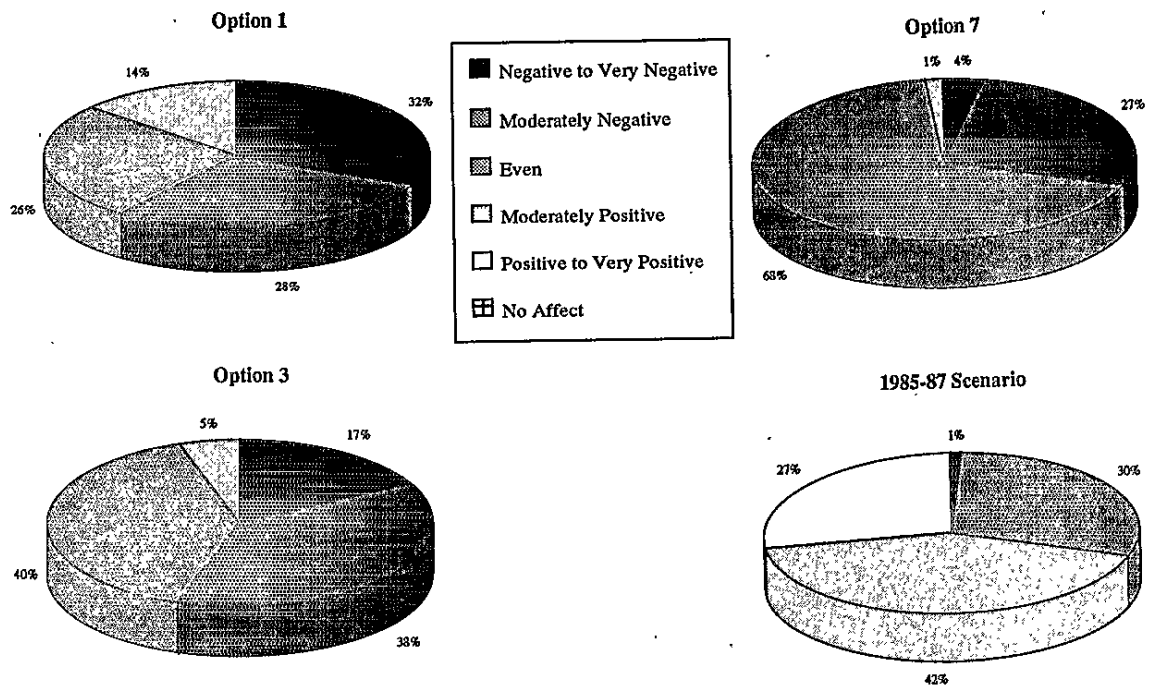 Option 1
14%
32%
26%
28%
Negative to Very Negative
Moderately Negative
Even
Moderately Positive
Positive to Very Positive
No Affect
Option 7
1%
4%
27%
68%
Option 3
5%
17%
40%
38%
1985-87 Scenario
1%
27%
30%
42%